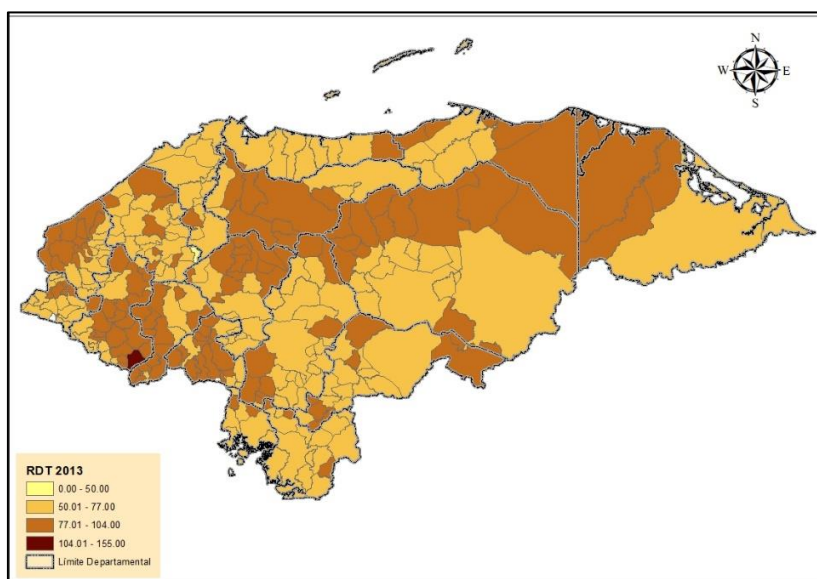 N
W E
S
RDT 2013
0.00 - 50.00
50.01 - 77.00
77.01 - 104.00
104.01 - 155.00
Límite Departamental